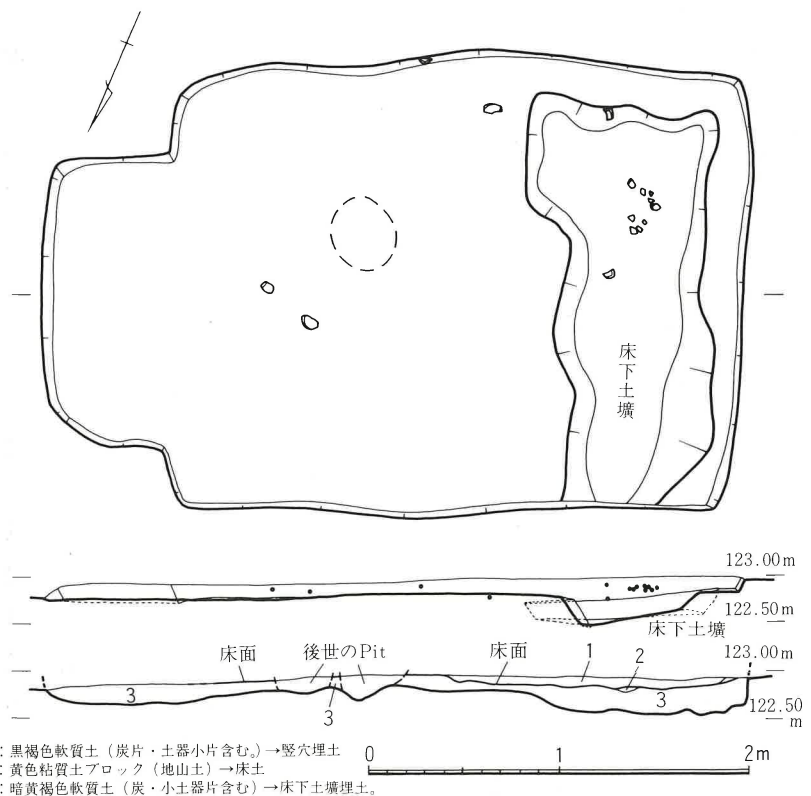 床下土壙
123.00m
122.50m
床下土壙
床面
後世のPit
床面
1
2
123.00m
3
3
3
122.50
m
: 黒褐色軟質土(炭片・土器小片含む。)→竪穴埋土
: 黄色粘質土ブロック(地山土)→床土
: 暗黄褐色軟質土(炭・小土器片含む)→床下土壙埋土。
0
1
2m